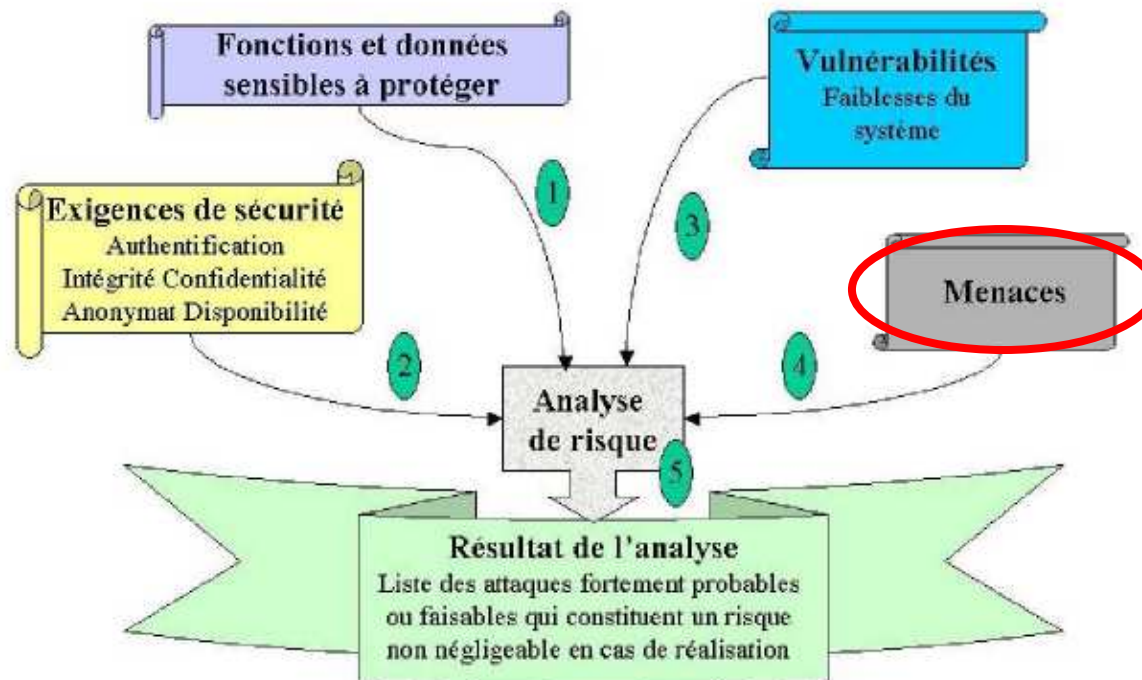 Fonctions et données
sensibles à protéger
Vulnérabilités
Faiblesses du
système
Exigences de sécurité
Authentification
Intégrité Confidentialité
Anonymat Disponibilité
Menaces
1
3
2
4
Analyse
de risque
5
Résultat de l'analyse
Liste des attaques fortement probables
ou faisables qui constituent un risque
non négligeable en cas de réalisation